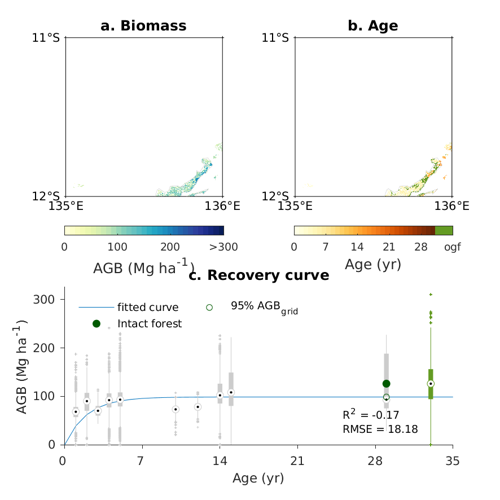 a. Biomass
b. Age
11°S
11°S
12°S
12°S
135°E
136°E
135°E
136°E
0
100
200
>300
AGB (Mg ha⁻¹)
0
7
14
21
28
ogf
Age (yr)
c. Recovery curve
fitted curve
95% AGB_grid
Intact forest
AGB (Mg ha⁻¹)
300
200
100
0
R² = -0.17
RMSE = 18.18
0
7
14
21
28
35
Age (yr)